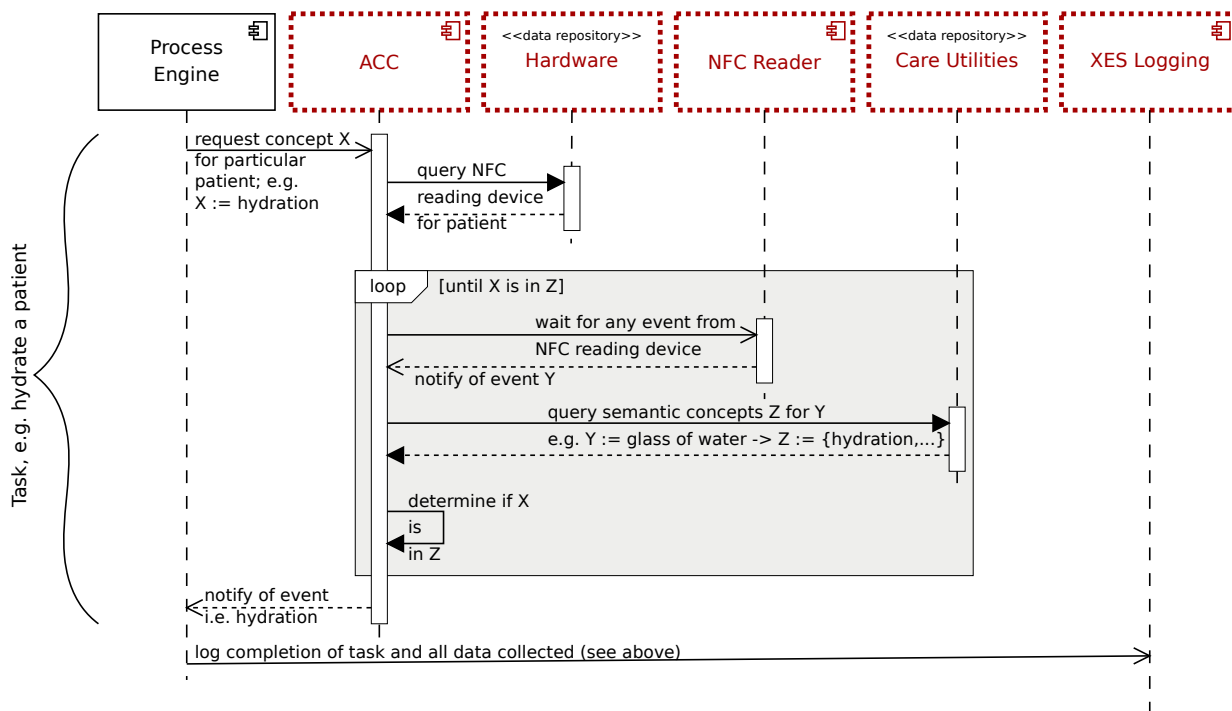 Process
Engine
ACC
<<data repository>>
Hardware
NFC Reader
<<data repository>>
Care Utilities
XES Logging
Task, e.g. hydrate a patient
request concept X
for particular
patient; e.g.
X := hydration
query NFC
reading device
for patient
loop
[until X is in Z]
wait for any event from
NFC reading device
notify of event Y
query semantic concepts Z for Y
e.g. Y := glass of water -> Z := {hydration,...}
determine if X
is
in Z
notify of event
i.e. hydration
log completion of task and all data collected (see above)